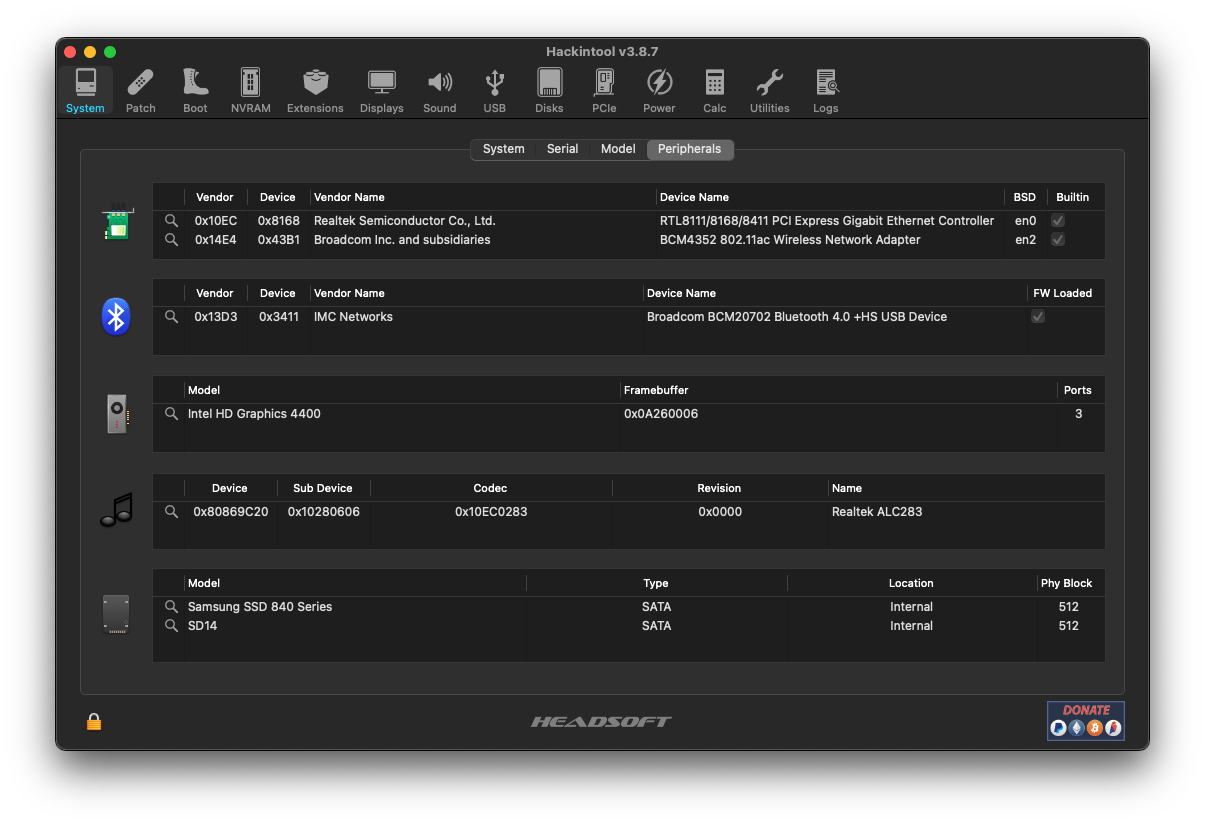 Hackintool v3.8.7
System Patch Boot NVRAM Extensions Displays Sound USB Disks PCIe Power Calc Utilities Logs
System Serial Model Peripherals
Vendor Device Vendor Name Device Name BSD Builtin
0x10EC 0x8168 Realtek Semiconductor Co., Ltd. RTL8111/8168/8411 PCI Express Gigabit Ethernet Controller en0
0x14E4 0x43B1 Broadcom Inc. and subsidiaries BCM4352 802.11ac Wireless Network Adapter en2
Vendor Device Vendor Name Device Name FW Loaded
0x13D3 0x3411 IMC Networks Broadcom BCM20702 Bluetooth 4.0 +HS USB Device
Model Framebuffer Ports
Intel HD Graphics 4400 0x0A260006 3
Device Sub Device Codec Revision Name
0x80869C20 0x10280606 0x10EC0283 0x0000 Realtek ALC283
Model Type Location Phy Block
Samsung SSD 840 Series SATA Internal 512
SD14 SATA Internal 512
HEADSOFT
DONATE